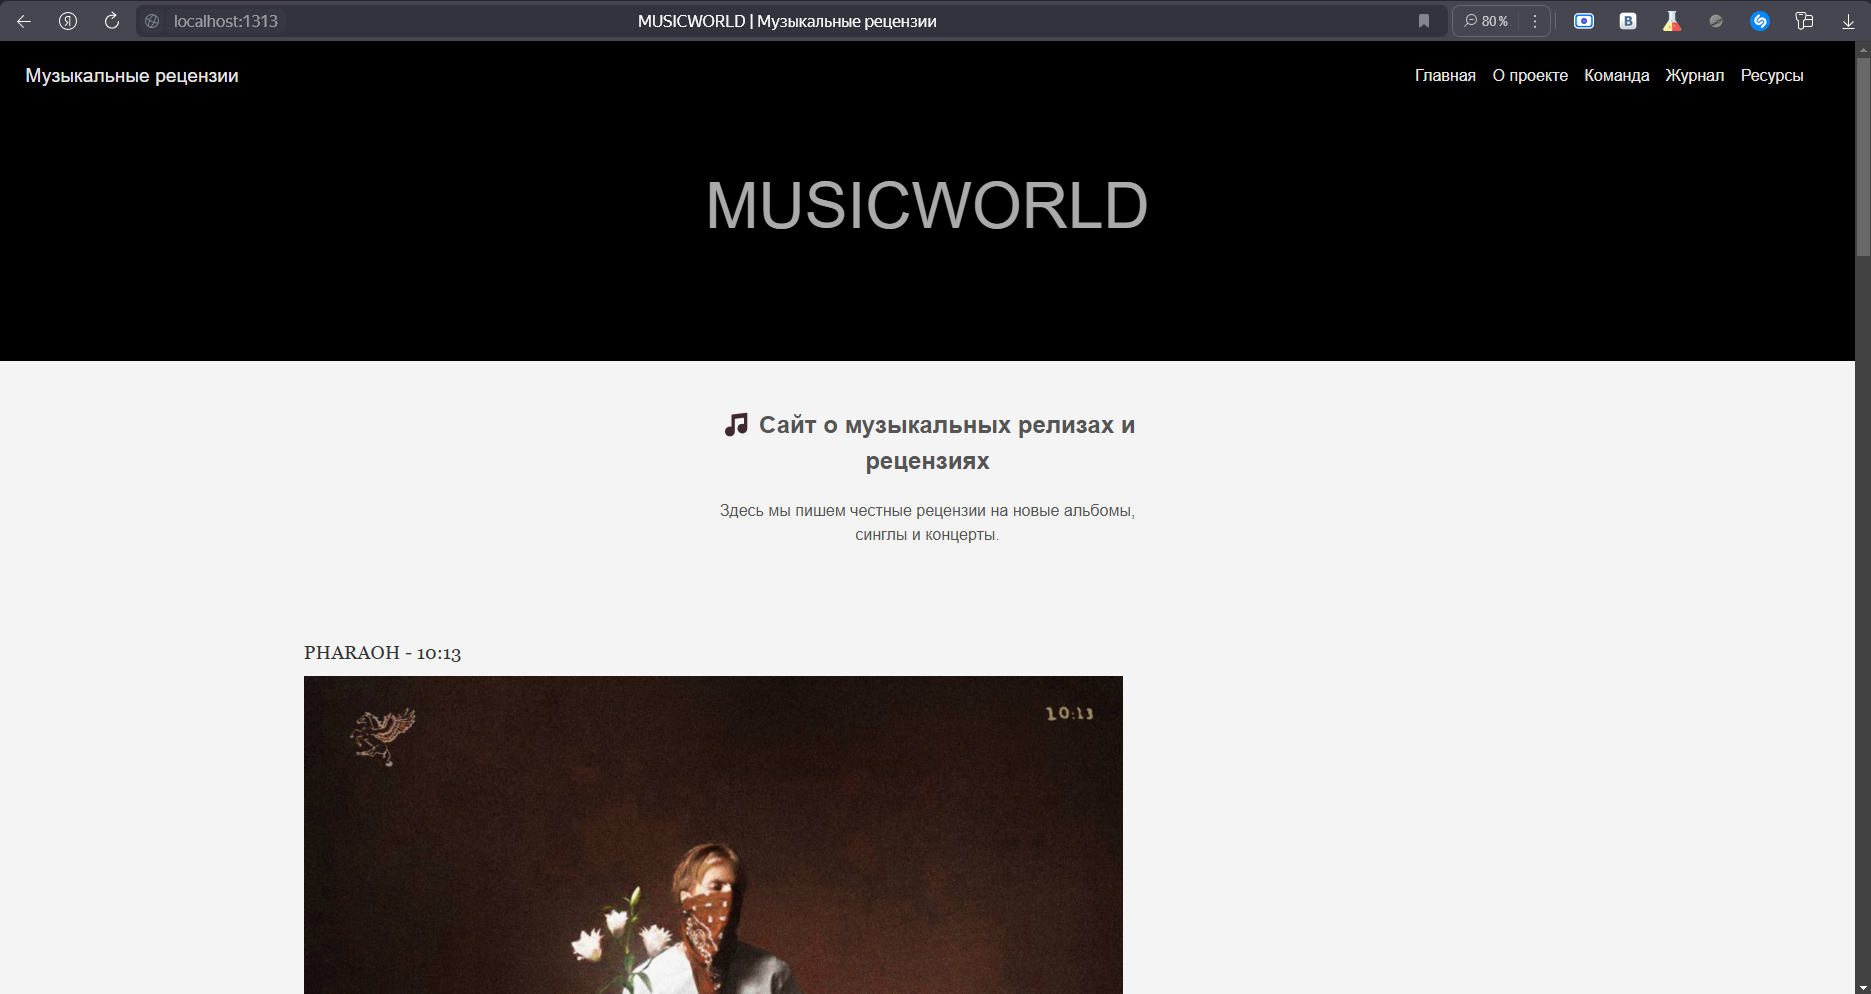 localhost:1313
MUSICWORLD | Музыкальные рецензии
80%
Музыкальные рецензии
Главная О проекте Команда Журнал Ресурсы
MUSICWORLD
🎵 Сайт о музыкальных релизах и
рецензиях
Здесь мы пишем честные рецензии на новые альбомы,
синглы и концерты.
PHARAOH - 10:13
10:13